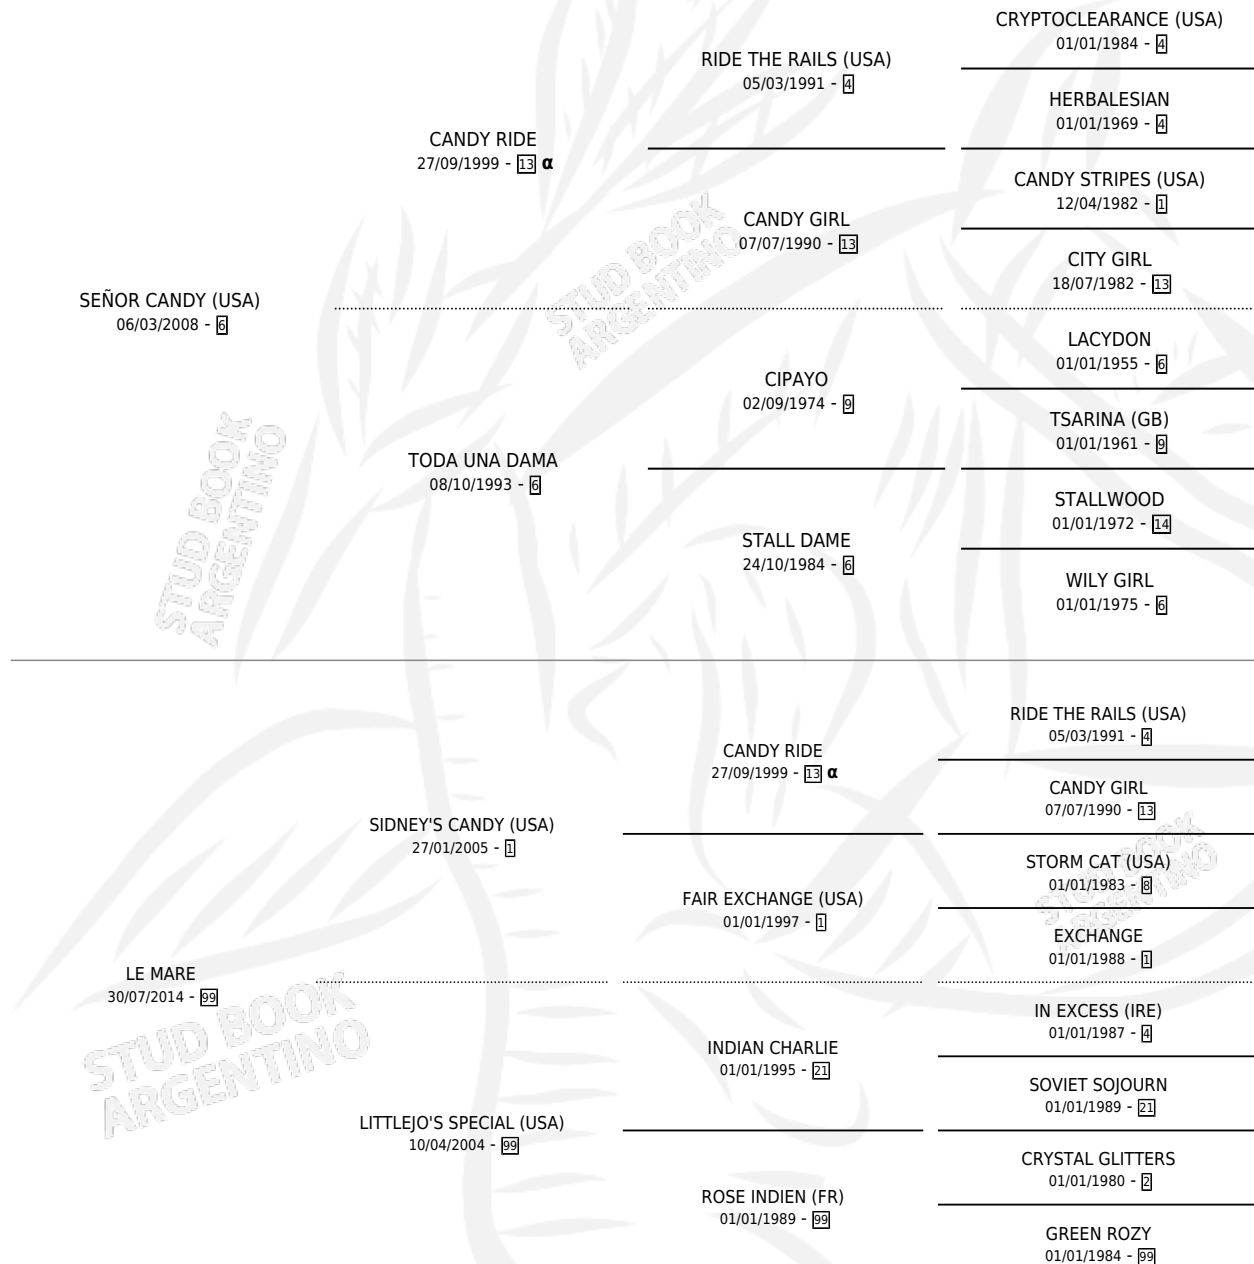 CRYPTOCLEARANCE (USA)
01/01/1984 - 4
RIDE THE RAILS (USA)
05/03/1991 - 4
HERBALESIAN
01/01/1969 - 4
CANDY RIDE
27/09/1999 - 13 α
CANDY STRIPES (USA)
12/04/1982 - 1
CANDY GIRL
07/07/1990 - 13
CITY GIRL
18/07/1982 - 13
SEÑOR CANDY (USA)
06/03/2008 - 6
LACYDON
01/01/1955 - 6
CIPAYO
02/09/1974 - 9
TSARINA (GB)
01/01/1961 - 9
TODA UNA DAMA
08/10/1993 - 6
STALLWOOD
01/01/1972 - 14
STALL DAME
24/10/1984 - 6
WILY GIRL
01/01/1975 - 6
STUD BOOK
ARGENTINO
STUD BOOK
ARGENTINO
RIDE THE RAILS (USA)
05/03/1991 - 4
CANDY RIDE
27/09/1999 - 13 α
CANDY GIRL
07/07/1990 - 13
SIDNEY'S CANDY (USA)
27/01/2005 - 1
STORM CAT (USA)
01/01/1983 - 8
FAIR EXCHANGE (USA)
01/01/1997 - 1
EXCHANGE
01/01/1988 - 1
LE MARE
30/07/2014 - 99
IN EXCESS (IRE)
01/01/1987 - 4
INDIAN CHARLIE
01/01/1995 - 21
SOVIET SOJOURN
01/01/1989 - 21
LITTLEJO'S SPECIAL (USA)
10/04/2004 - 99
CRYSTAL GLITTERS
01/01/1980 - 2
ROSE INDIEN (FR)
01/01/1989 - 99
GREEN ROZY
01/01/1984 - 99
STUD BOOK
ARGENTINO
STUD BOOK
ARGENTINO